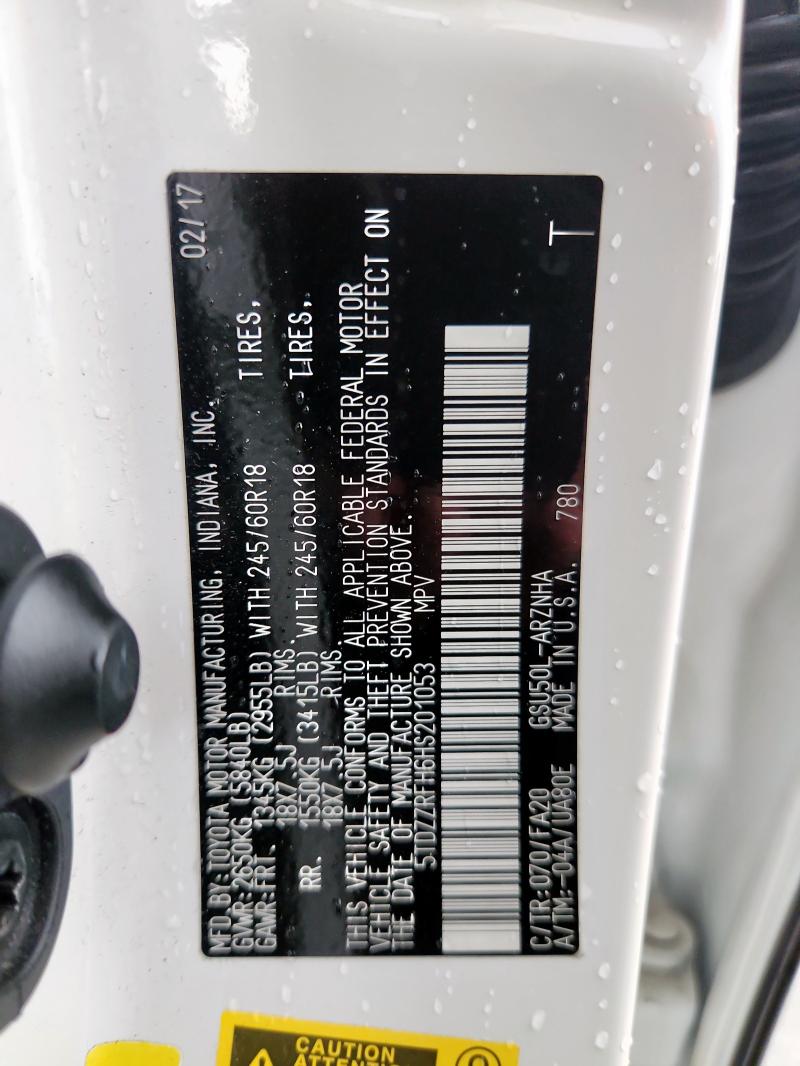 MFD.BY:TOYOTA MOTOR MANUFACTURING, INDIANA, INC. 02/17
GVWR:2650KG (5840LB)
GAWR:FRT. 1345KG (2955LB) WITH 245/60R18 TIRES,
18X7.5J RIMS.
RR. 1550KG (3415LB) WITH 245/60R18 TIRES,
18X7.5J RIMS.
THIS VEHICLE CONFORMS TO ALL APPLICABLE FEDERAL MOTOR
VEHICLE SAFETY AND THEFT PREVENTION STANDARDS IN EFFECT ON
THE DATE OF MANUFACTURE SHOWN ABOVE.
5TDZZRFH6HS201053 MPV
C/TR:070/FA20 GSU50L-ARZNHA
A/TM:-04A/UA80E MADE IN U.S.A. 780 T
CAUTION